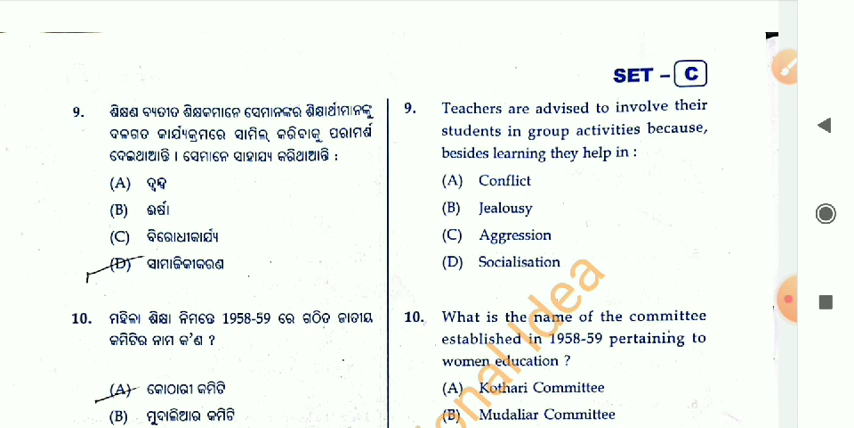 SET - C
9. ଶିକ୍ଷଣ ବ୍ୟତୀତ ଶିକ୍ଷକମାନେ ସେମାନଙ୍କର ଶିକ୍ଷାର୍ଥୀମାନଙ୍କୁ
ଦଳଗତ କାର୍ଯ୍ୟକ୍ରମରେ ସାମିଲ୍ କରିବାକୁ ପରାମର୍ଶ
ଦେଇଥାଆନ୍ତି । ସେମାନେ ସାହାଯ୍ୟ କରିଥାଆନ୍ତି :
(A) ଦ୍ବନ୍ଦ୍ବ
(B) ଈର୍ଷା
(C) ବିରୋଧୀକାର୍ଯ୍ୟ
(D) ସାମାଜିକୀକରଣ
10. ମହିଳା ଶିକ୍ଷା ନିମନ୍ତେ 1958-59 ରେ ଗଠିତ ଜାତୀୟ
କମିଟିର ନାମ କ'ଣ ?
(A) କୋଠାରୀ କମିଟି
(B) ମୁଦାଲିଆର କମିଟି
9. Teachers are advised to involve their
students in group activities because,
besides learning they help in :
(A) Conflict
(B) Jealousy
(C) Aggression
(D) Socialisation
10. What is the name of the committee
established in 1958-59 pertaining to
women education ?
(A) Kothari Committee
(B) Mudaliar Committee
onal Idea